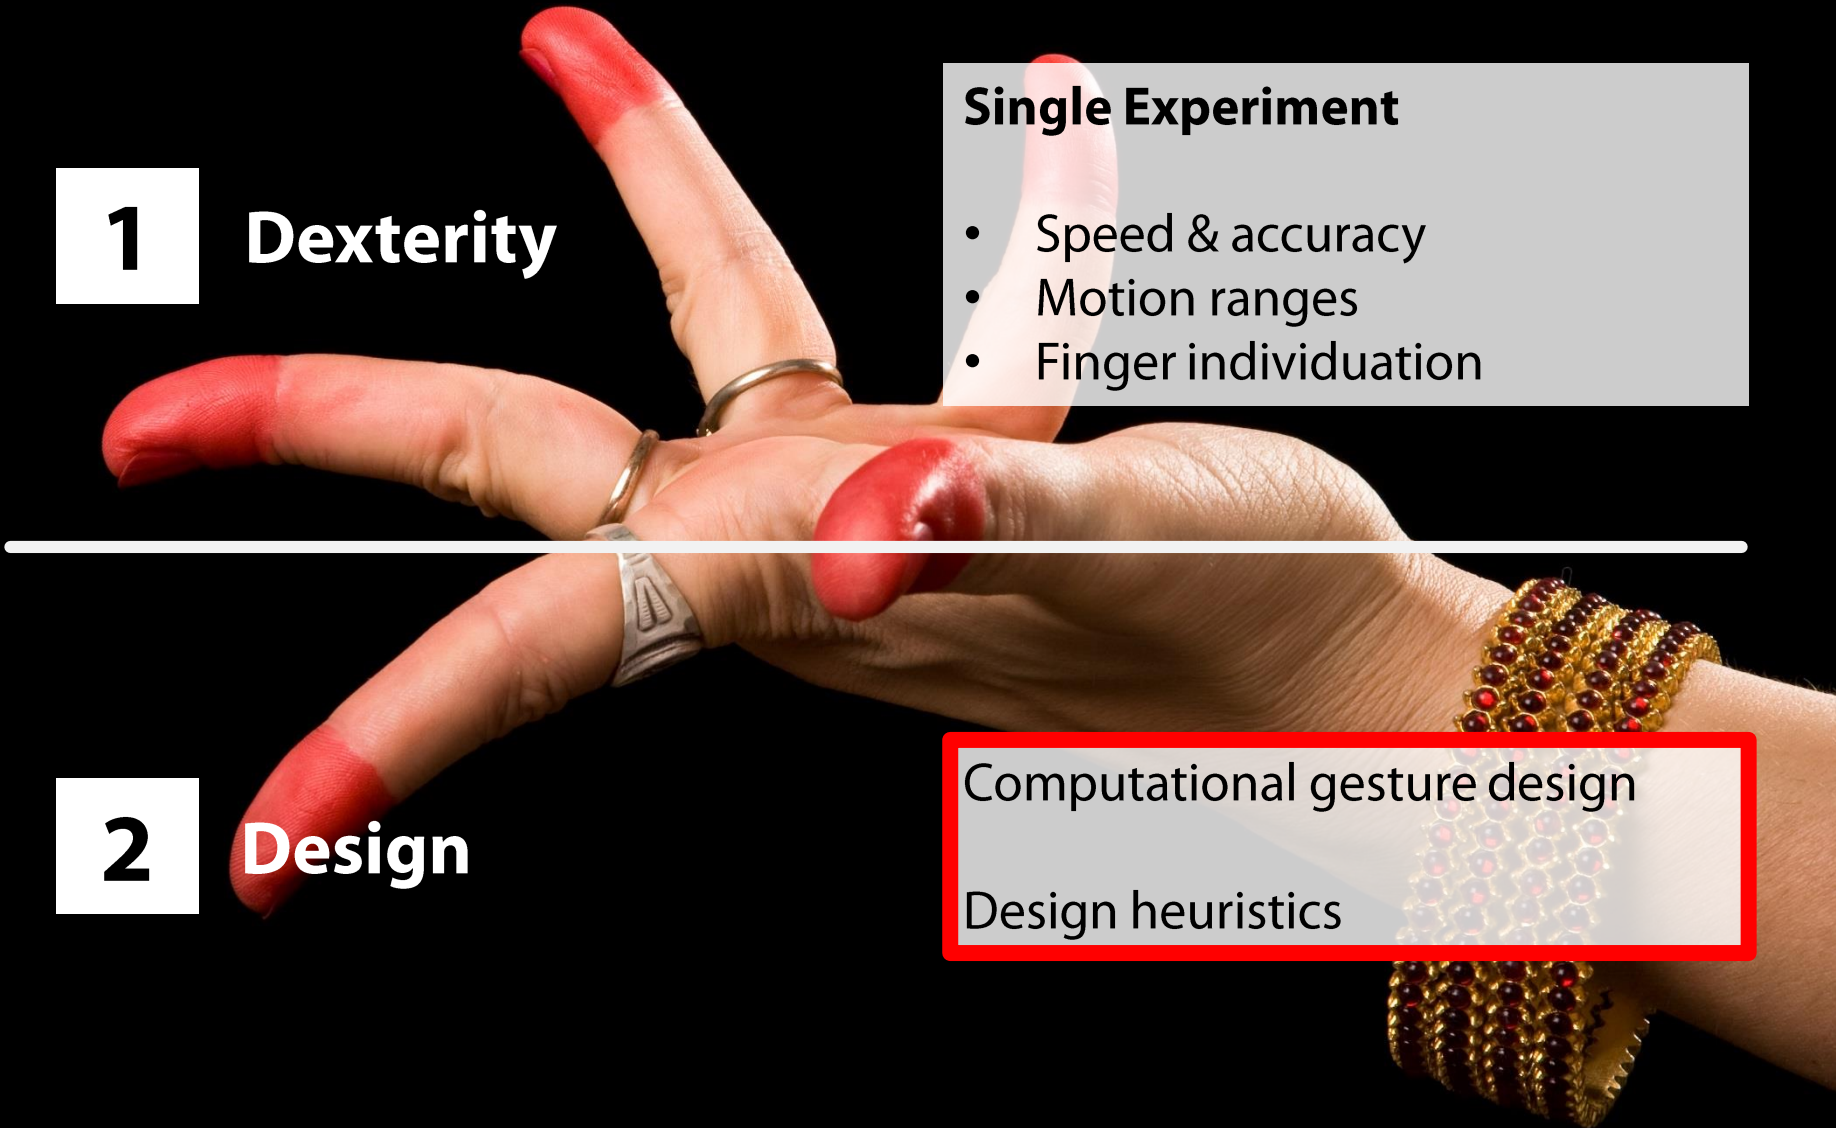 1
Dexterity
Single Experiment
• Speed & accuracy
• Motion ranges
• Finger individuation
2
Design
Computational gesture design
Design heuristics